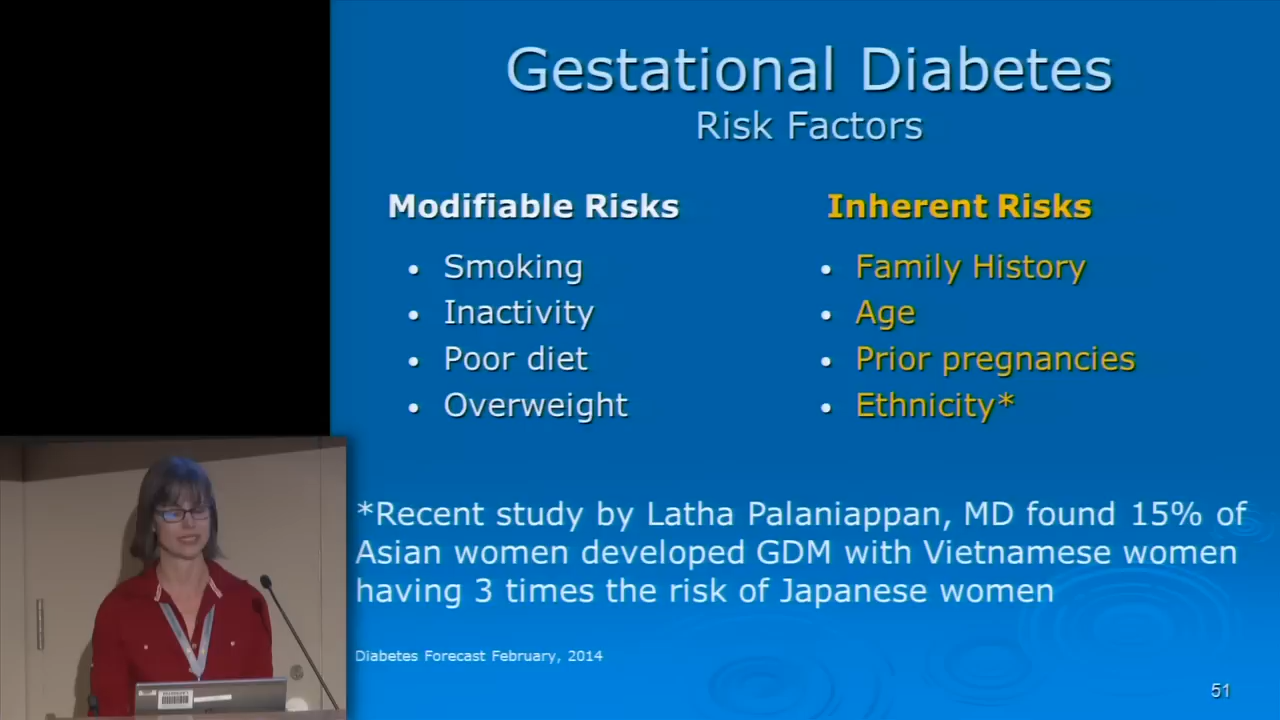 Gestational Diabetes
Risk Factors
Modifiable Risks
• Smoking
• Inactivity
• Poor diet
• Overweight
Inherent Risks
• Family History
• Age
• Prior pregnancies
• Ethnicity*
*Recent study by Latha Palaniappan, MD found 15% of
Asian women developed GDM with Vietnamese women
having 3 times the risk of Japanese women
Diabetes Forecast February, 2014
51